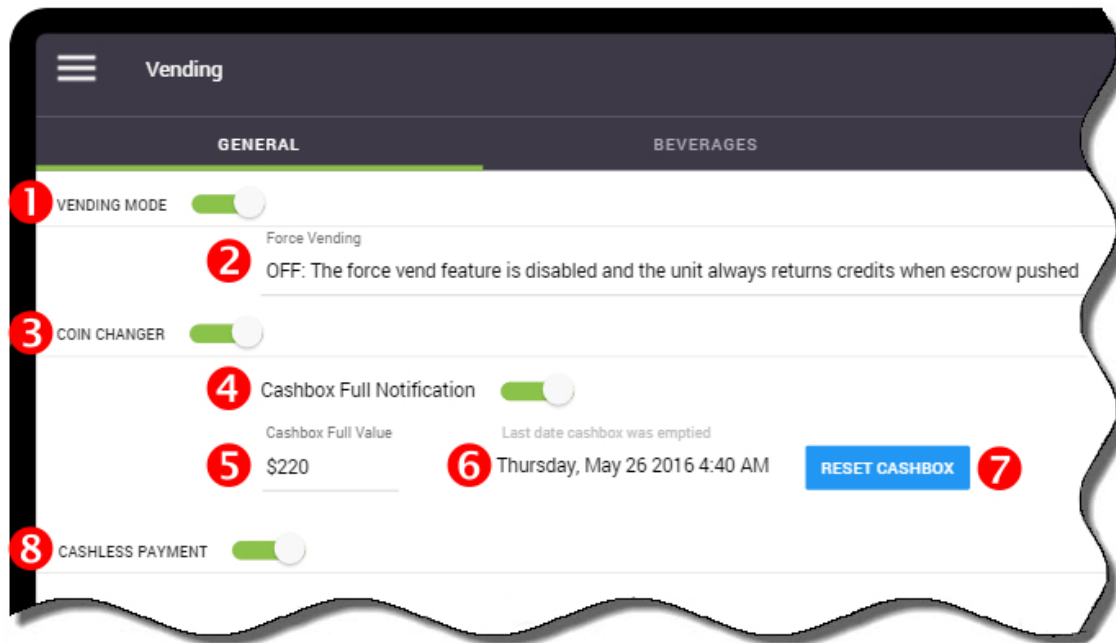 Vending
GENERAL BEVERAGES
1 VENDING MODE
Force Vending
2 OFF: The force vend feature is disabled and the unit always returns credits when escrow pushed
3 COIN CHANGER
4 Cashbox Full Notification
Cashbox Full Value Last date cashbox was emptied
5 $220 6 Thursday, May 26 2016 4:40 AM RESET CASHBOX 7
8 CASHLESS PAYMENT